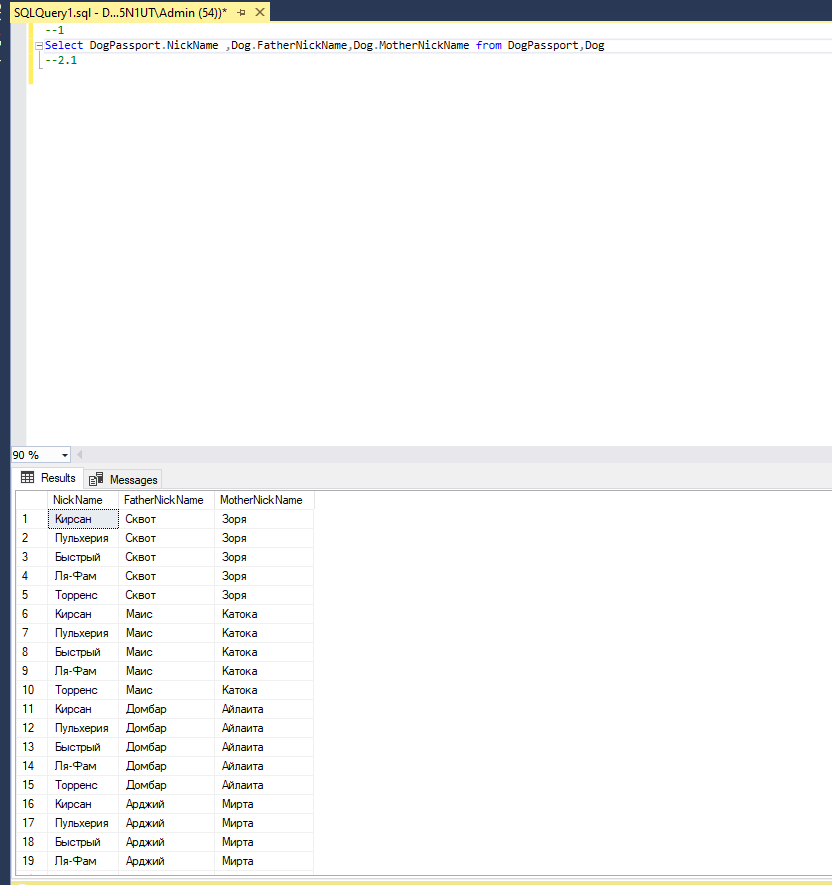 SQLQuery1.sql - D...5N1UT\Admin (54))*
--1
Select DogPassport.NickName ,Dog.FatherNickName,Dog.MotherNickName from DogPassport,Dog
--2.1
90 %
Results Messages
NickName FatherNickName MotherNickName
1 Кирсан Сквот Зоря
2 Пульхерия Сквот Зоря
3 Быстрый Сквот Зоря
4 Ля-Фам Сквот Зоря
5 Торренс Сквот Зоря
6 Кирсан Маис Катока
7 Пульхерия Маис Катока
8 Быстрый Маис Катока
9 Ля-Фам Маис Катока
10 Торренс Маис Катока
11 Кирсан Домбар Айлаита
12 Пульхерия Домбар Айлаита
13 Быстрый Домбар Айлаита
14 Ля-Фам Домбар Айлаита
15 Торренс Домбар Айлаита
16 Кирсан Арджий Мирта
17 Пульхерия Арджий Мирта
18 Быстрый Арджий Мирта
19 Ля-Фам Арджий Мирта